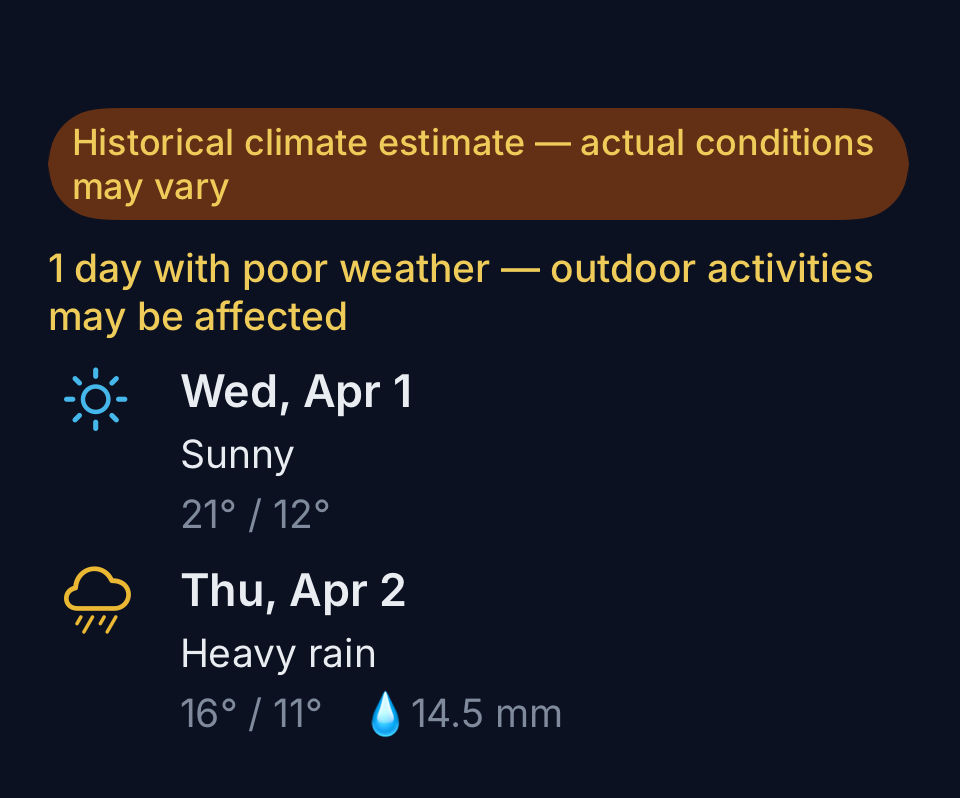 Historical climate estimate — actual conditions
may vary
1 day with poor weather — outdoor activities
may be affected
Wed, Apr 1
Sunny
21° / 12°
Thu, Apr 2
Heavy rain
16° / 11° 💧 14.5 mm